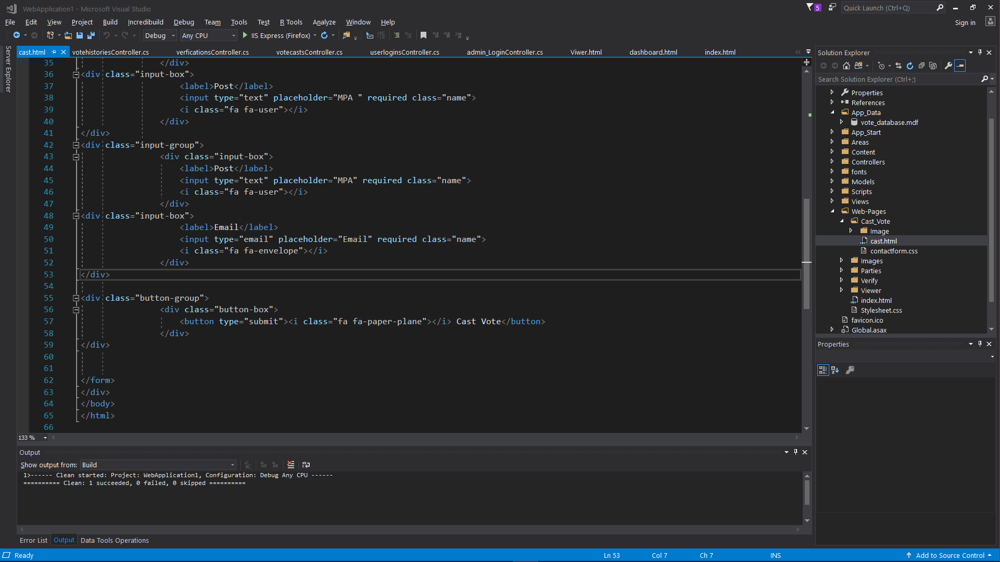 WebApplication1 - Microsoft Visual Studio
5
Quick Launch (Ctrl+Q)
File Edit View Project Build Incredibuild Debug Team Tools Test R Tools Analyze Window Help
Sign in
Debug Any CPU IIS Express (Firefox)
Server Explorer
cast.html votehistoriesController.cs verficationsController.cs votecastsController.cs userloginsController.cs admin_LoginController.cs Viwer.html dashboard.html index.html
35 </div>
36 <div class="input-box">
37 <label>Post</label>
38 <input type="text" placeholder="MPA " required class="name">
39 <i class="fa fa-user"></i>
40 </div>
41 </div>
42 <div class="input-group">
43 <div class="input-box">
44 <label>Post</label>
45 <input type="text" placeholder="MPA" required class="name">
46 <i class="fa fa-user"></i>
47 </div>
48 <div class="input-box">
49 <label>Email</label>
50 <input type="email" placeholder="Email" required class="name">
51 <i class="fa fa-envelope"></i>
52 </div>
53 </div>
54
55 <div class="button-group">
56 <div class="button-box">
57 <button type="submit"><i class="fa fa-paper-plane"></i> Cast Vote</button>
58 </div>
59 </div>
60
61
62 </form>
63 </div>
64 </body>
65 </html>
66
133 %
Output
Show output from: Build
1>------ Clean started: Project: WebApplication1, Configuration: Debug Any CPU ------
========== Clean: 1 succeeded, 0 failed, 0 skipped ==========
Error List Output Data Tools Operations
Solution Explorer
Search Solution Explorer (Ctrl+;)
Properties
References
App_Data
vote_database.mdf
App_Start
Areas
Content
Controllers
fonts
Models
Scripts
Views
Web-Pages
Cast_Vote
Image
cast.html
contactform.css
Images
Parties
Verify
Viewer
index.html
Stylesheet.css
favicon.ico
Global.asax
Properties
Ready Ln 53 Col 7 Ch 7 INS Add to Source Control